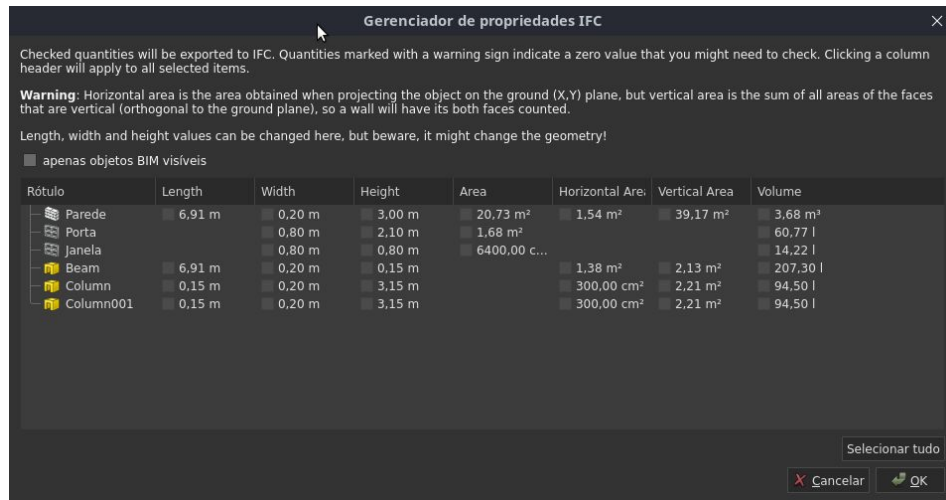 Gerenciador de propriedades IFC
Checked quantities will be exported to IFC. Quantities marked with a warning sign indicate a zero value that you might need to check. Clicking a column
header will apply to all selected items.
Warning: Horizontal area is the area obtained when projecting the object on the ground (X,Y) plane, but vertical area is the sum of all areas of the faces
that are vertical (orthogonal to the ground plane), so a wall will have its both faces counted.
Length, width and height values can be changed here, but beware, it might change the geometry!
apenas objetos BIM visíveis
Rótulo Length Width Height Area Horizontal Are Vertical Area Volume
Parede 6,91 m 0,20 m 3,00 m 20,73 m² 1,54 m² 39,17 m² 3,68 m³
Porta 0,80 m 2,10 m 1,68 m² 60,77 l
Janela 0,80 m 0,80 m 6400,00 c... 14,22 l
Beam 6,91 m 0,20 m 0,15 m 1,38 m² 2,13 m² 207,30 l
Column 0,15 m 0,20 m 3,15 m 300,00 cm² 2,21 m² 94,50 l
Column001 0,15 m 0,20 m 3,15 m 300,00 cm² 2,21 m² 94,50 l
Selecionar tudo
Cancelar OK